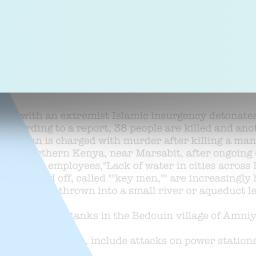 with an extremist Islamic insurgency detonates
rding to a report, 38 people are killed and ano
n is charged with murder after killing a man
thern Kenya, near Marsabit, after ongoing
employees,"Lack of water in cities across
d off, called ""key men,"" are increasingly
thrown into a small river or aqueduct le
tanks in the Bedouin village of Amniy
, include attacks on power stations